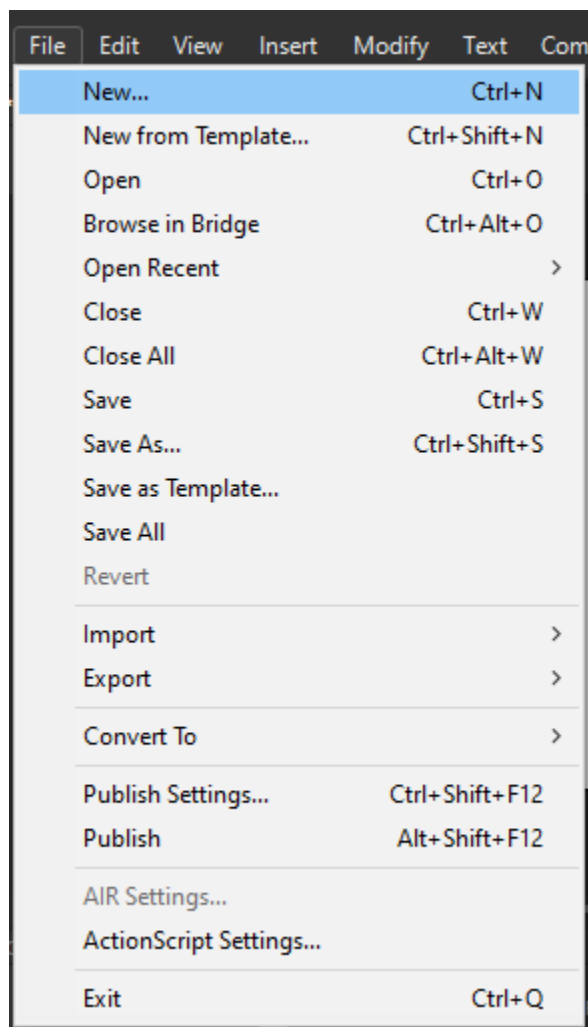 File Edit View Insert Modify Text Com
New... Ctrl+N
New from Template... Ctrl+Shift+N
Open Ctrl+O
Browse in Bridge Ctrl+Alt+O
Open Recent >
Close Ctrl+W
Close All Ctrl+Alt+W
Save Ctrl+S
Save As... Ctrl+Shift+S
Save as Template...
Save All
Revert
Import >
Export >
Convert To >
Publish Settings... Ctrl+Shift+F12
Publish Alt+Shift+F12
AIR Settings...
ActionScript Settings...
Exit Ctrl+Q